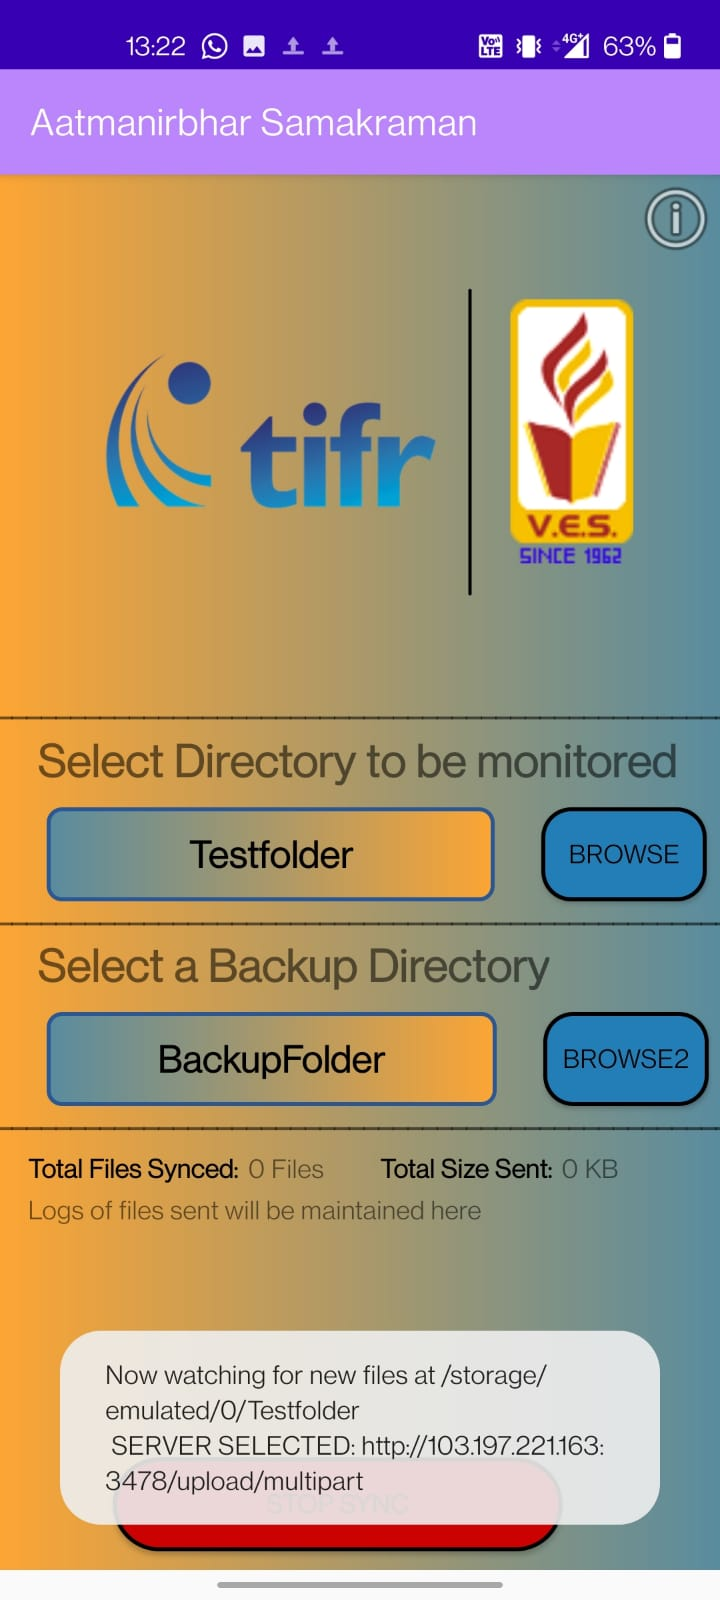 13:22 Vo) LTE 4G+ 63%
Aatmanirbhar Samakraman
tifr
V.E.S.
SINCE 1962
Select Directory to be monitored
Testfolder BROWSE
Select a Backup Directory
BackupFolder BROWSE2
Total Files Synced: 0 Files Total Size Sent: 0 KB
Logs of files sent will be maintained here
Now watching for new files at /storage/
emulated/0/Testfolder
SERVER SELECTED: http://103.197.221.163:
3478/upload/multipart
STOP SYNC